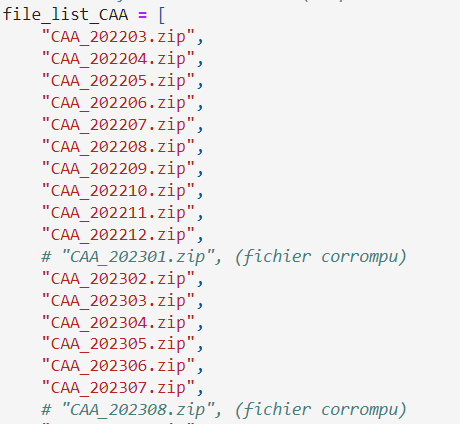 file_list_CAA = [
"CAA_202203.zip",
"CAA_202204.zip",
"CAA_202205.zip",
"CAA_202206.zip",
"CAA_202207.zip",
"CAA_202208.zip",
"CAA_202209.zip",
"CAA_202210.zip",
"CAA_202211.zip",
"CAA_202212.zip",
# "CAA_202301.zip", (fichier corrompu)
"CAA_202302.zip",
"CAA_202303.zip",
"CAA_202304.zip",
"CAA_202305.zip",
"CAA_202306.zip",
"CAA_202307.zip",
# "CAA_202308.zip", (fichier corrompu)